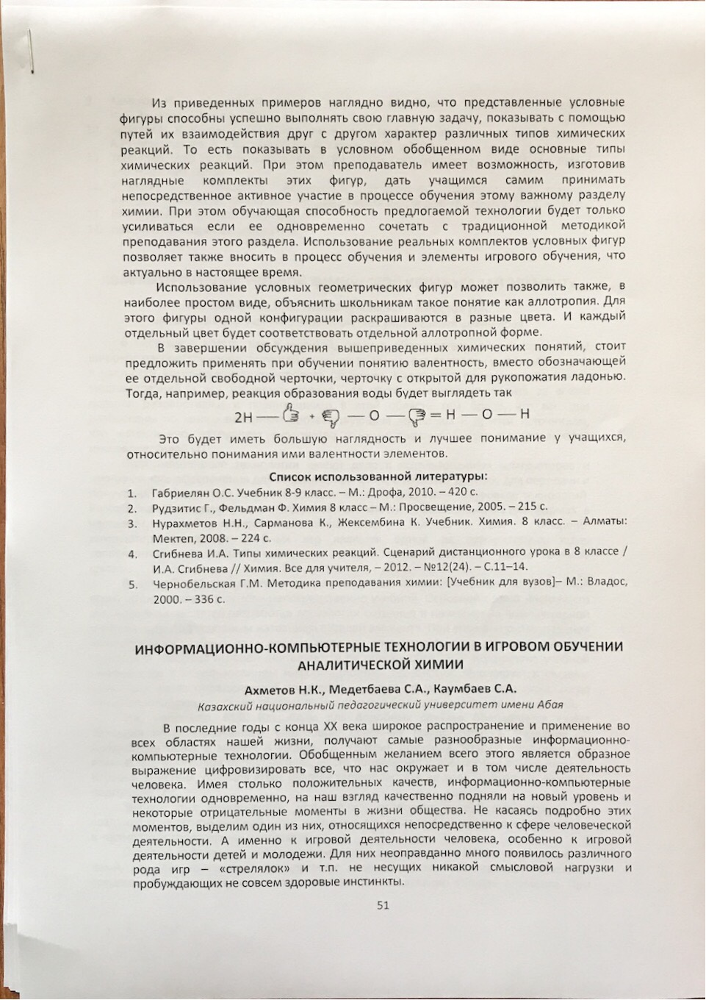 Из приведенных примеров наглядно видно, что представленные условные
фигуры способны успешно выполнять свою главную задачу, показывать с помощью
путей их взаимодействия друг с другом характер различных типов химических
реакций. То есть показывать в условном обобщенном виде основные типы
химических реакций. При этом преподаватель имеет возможность, изготовив
наглядные комплекты этих фигур, дать учащимся самим принимать
непосредственное активное участие в процессе обучения этому важному разделу
химии. При этом обучающая способность предлогаемой технологии будет только
усиливаться если ее одновременно сочетать с традиционной методикой
преподавания этого раздела. Использование реальных комплектов условных фигур
позволяет также вносить в процесс обучения и элементы игрового обучения, что
актуально в настоящее время.
Использование условных геометрических фигур может позволить также, в
наиболее простом виде, объяснить школьникам такое понятие как аллотропия. Для
этого фигуры одной конфигурации раскрашиваются в разные цвета. И каждый
отдельный цвет будет соответствовать отдельной аллотропной форме.
В завершении обсуждения вышеприведенных химических понятий, стоит
предложить применять при обучении понятию валентность, вместо обозначающей
ее отдельной свободной черточки, черточку с открытой для рукопожатия ладонью.
Тогда, например, реакция образования воды будет выглядеть так
2H — + — O — = H — O — H
Это будет иметь большую наглядность и лучшее понимание у учащихся,
относительно понимания ими валентности элементов.
Список использованной литературы:
1. Габриелян О.С. Учебник 8-9 класс. – М.: Дрофа, 2010. – 420 с.
2. Рудзитис Г., Фельдман Ф. Химия 8 класс – М.: Просвещение, 2005. – 215 с.
3. Нурахметов Н.Н., Сарманова К., Жексембина К. Учебник. Химия. 8 класс. – Алматы:
Мектеп, 2008. – 224 с.
4. Сгибнева И.А. Типы химических реакций. Сценарий дистанционного урока в 8 классе /
И.А. Сгибнева // Химия. Все для учителя, – 2012. – №12(24). – С.11–14.
5. Чернобельская Г.М. Методика преподавания химии: [Учебник для вузов]– М.: Владос,
2000. – 336 с.
ИНФОРМАЦИОННО-КОМПЬЮТЕРНЫЕ ТЕХНОЛОГИИ В ИГРОВОМ ОБУЧЕНИИ
АНАЛИТИЧЕСКОЙ ХИМИИ
Ахметов Н.К., Медетбаева С.А., Каумбаев С.А.
Казахский национальный педагогический университет имени Абая
В последние годы с конца XX века широкое распространение и применение во
всех областях нашей жизни, получают самые разнообразные информационно-
компьютерные технологии. Обобщенным желанием всего этого является образное
выражение цифровизировать все, что нас окружает и в том числе деятельность
человека. Имея столько положительных качеств, информационно-компьютерные
технологии одновременно, на наш взгляд качественно подняли на новый уровень и
некоторые отрицательные моменты в жизни общества. Не касаясь подробно этих
моментов, выделим один из них, относящихся непосредственно к сфере человеческой
деятельности. А именно к игровой деятельности человека, особенно к игровой
деятельности детей и молодежи. Для них неоправданно много появилось различного
рода игр – «стрелялок» и т.п. не несущих никакой смысловой нагрузки и
пробуждающих не совсем здоровые инстинкты.
51